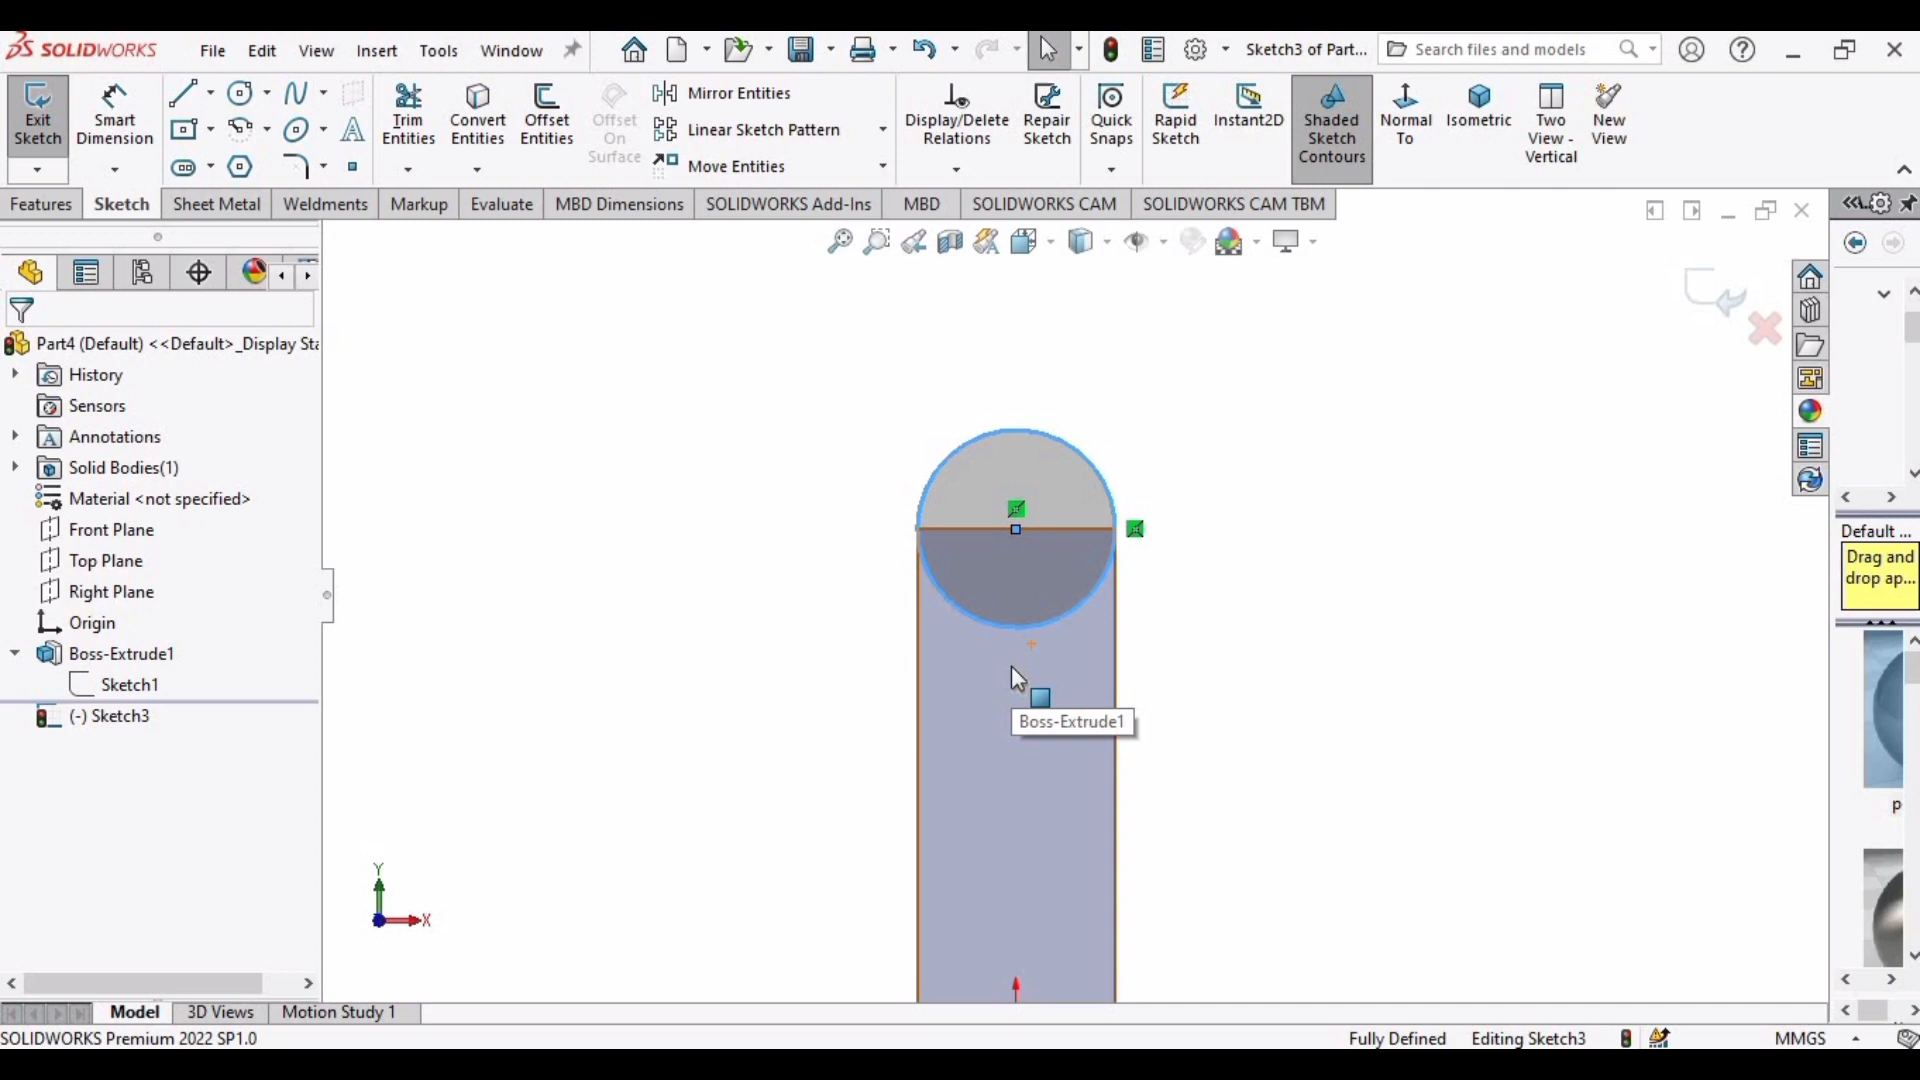 SOLIDWORKS File Edit View Insert Tools Window Sketch3 of Part... Search files and models
Exit Sketch
Smart Dimension
Trim Entities
Convert Entities
Offset Entities
Offset On Surface
Mirror Entities
Linear Sketch Pattern
Move Entities
Display/Delete Relations
Repair Sketch
Quick Snaps
Rapid Sketch
Instant2D
Shaded Sketch Contours
Normal To
Isometric
Two View - Vertical
New View
Features Sketch Sheet Metal Weldments Markup Evaluate MBD Dimensions SOLIDWORKS Add-Ins MBD SOLIDWORKS CAM SOLIDWORKS CAM TBM
Part4 (Default) <<Default>_Display Sta
History
Sensors
Annotations
Solid Bodies(1)
Material <not specified>
Front Plane
Top Plane
Right Plane
Origin
Boss-Extrude1
Sketch1
(-) Sketch3
Boss-Extrude1
Y
X
Default ...
Drag and
drop ap...
p
Model 3D Views Motion Study 1
SOLIDWORKS Premium 2022 SP1.0 Fully Defined Editing Sketch3 MMGS